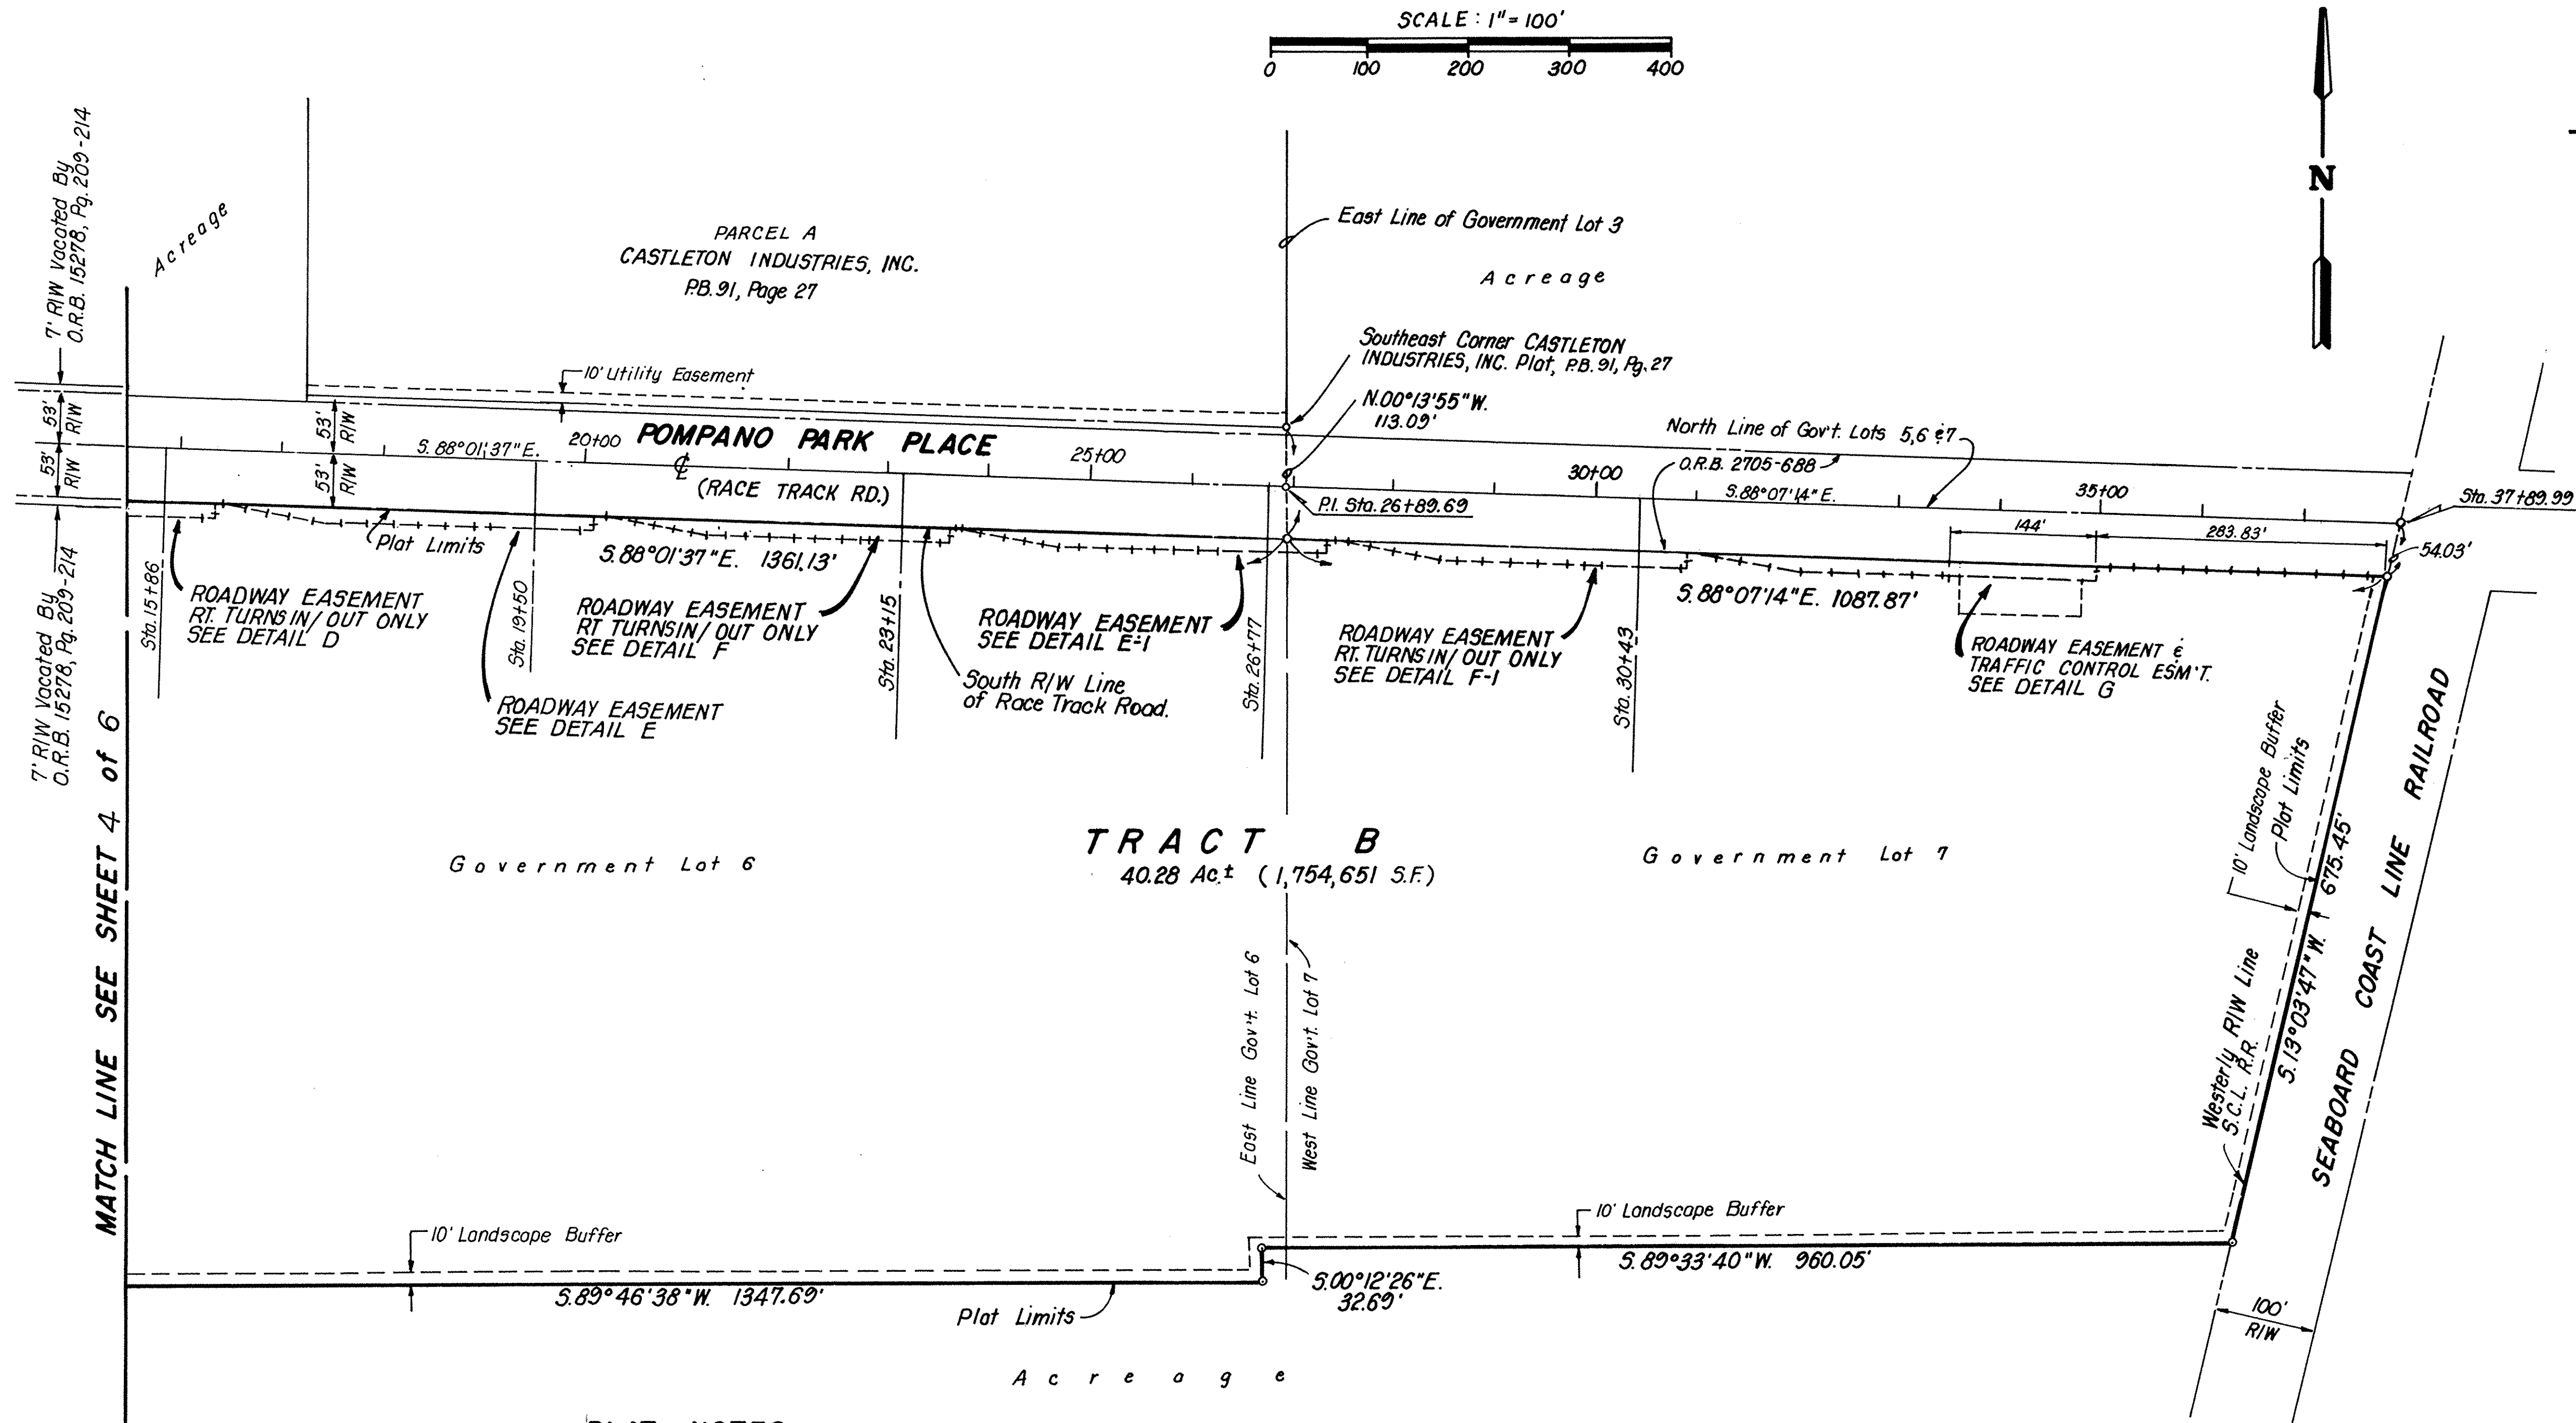 SCALE : 1" = 100'
0 100 200 300 400
N
7' R/W Vacated By
O.R.B. 15278, Pg. 209-214
Acreage
PARCEL A
CASTLETON INDUSTRIES, INC.
P.B. 91, Page 27
East Line of Government Lot 3
Acreage
Southeast Corner CASTLETON
INDUSTRIES, INC. Plat, P.B. 91, Pg. 27
10' Utility Easement
N.00°13'55"W.
113.09'
North Line of Gov't. Lots 5,6 & 7
53'
R/W
53'
R/W
53'
R/W
53'
R/W
S.88°01'37"E.
20+00
POMPANO PARK PLACE
25+00
℄
(RACE TRACK RD.)
O.R.B. 2705-688
30+00
S.88°07'14"E.
35+00
Sta. 37+89.99
P.I. Sta. 26+89.69
144'
283.83'
54.03'
Plat Limits
S.88°01'37"E. 1361.13'
S.88°07'14"E. 1087.87'
7' R/W Vacated By
O.R.B. 15278, Pg. 209-214
Sta. 15+86
ROADWAY EASEMENT
RT. TURNS IN/ OUT ONLY
SEE DETAIL D
Sta. 19+50
ROADWAY EASEMENT
SEE DETAIL E
ROADWAY EASEMENT
RT TURNS IN/ OUT ONLY
SEE DETAIL F
Sta. 23+15
ROADWAY EASEMENT
SEE DETAIL E-1
South R/W Line
of Race Track Road.
Sta. 26+77
ROADWAY EASEMENT
RT. TURNS IN/ OUT ONLY
SEE DETAIL F-1
Sta. 30+43
ROADWAY EASEMENT &
TRAFFIC CONTROL ESM'T.
SEE DETAIL G
MATCH LINE SEE SHEET 4 of 6
Government Lot 6
TRACT B
40.28 Ac.± (1,754,651 S.F.)
Government Lot 7
10' Landscape Buffer
Plat Limits
S.13°03'47"W. 675.45'
SEABOARD COAST LINE RAILROAD
Westerly R/W Line
S.C.L. R.R.
East Line Gov't. Lot 6
West Line Gov't. Lot 7
10' Landscape Buffer
10' Landscape Buffer
S.89°46'38"W. 1347.69'
S.00°12'26"E.
32.69'
S.89°33'40"W. 960.05'
Plat Limits
100'
R/W
Acreage
PLAT NOTES